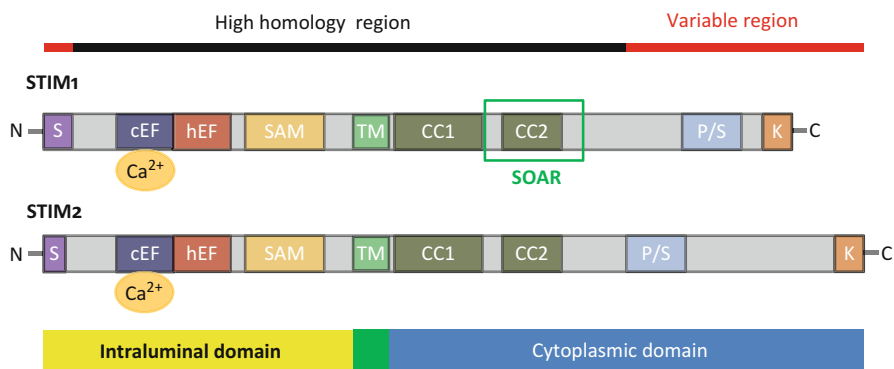 High homology region Variable region
STIM1
N S cEF hEF SAM TM CC1 CC2 P/S K C
Ca²⁺
SOAR
STIM2
N S cEF hEF SAM TM CC1 CC2 P/S K C
Ca²⁺
Intraluminal domain Cytoplasmic domain